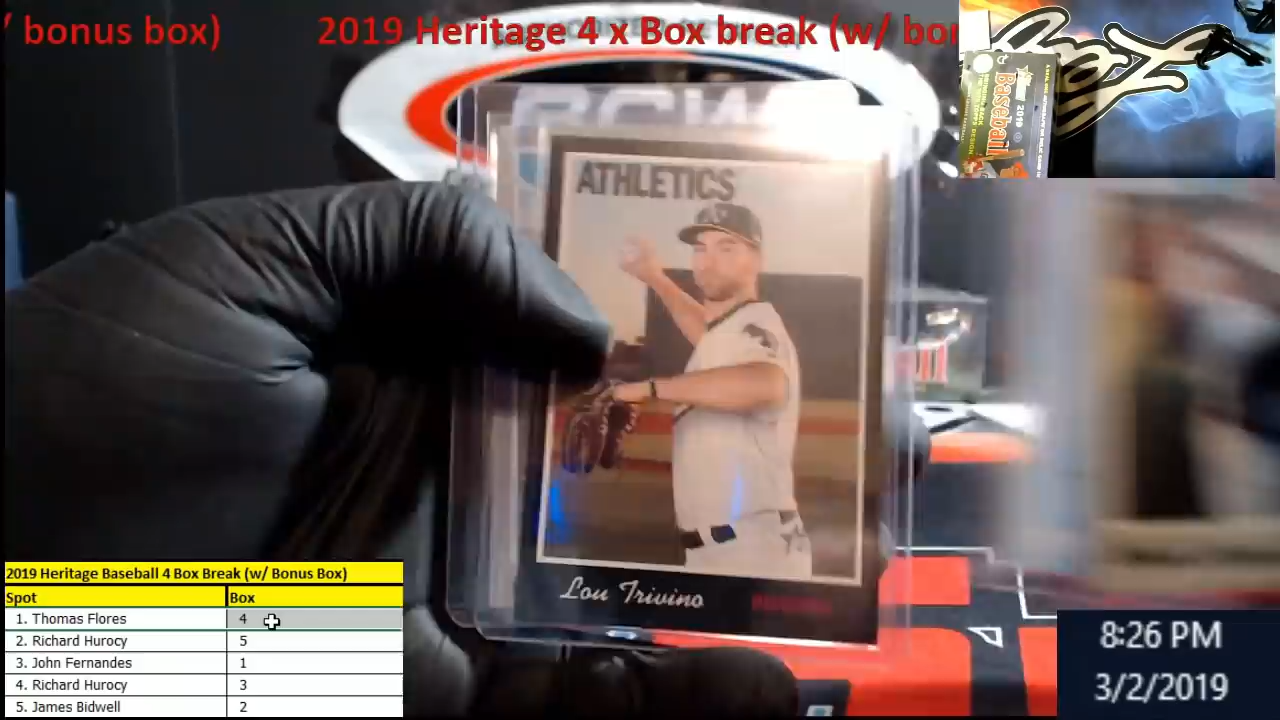 / bonus box)
2019 Heritage 4 x Box break (w/ bon
2019
Baseball
ATHLETICS
Lou Trivino
2019 Heritage Baseball 4 Box Break (w/ Bonus Box)
Spot Box
1. Thomas Flores 4
2. Richard Hurocy 5
3. John Fernandes 1
4. Richard Hurocy 3
5. James Bidwell 2
8:26 PM
3/2/2019